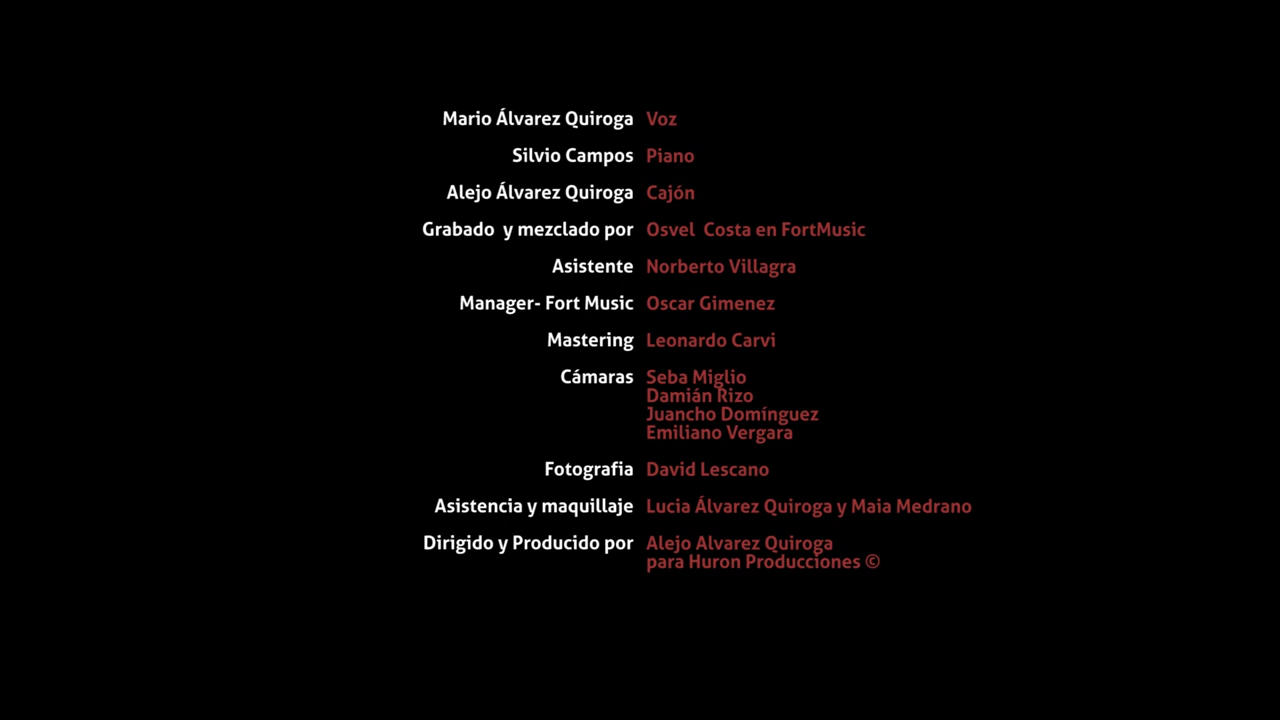 Mario Álvarez Quiroga Voz
Silvio Campos Piano
Alejo Álvarez Quiroga Cajón
Grabado y mezclado por Osvel Costa en FortMusic
Asistente Norberto Villagra
Manager- Fort Music Oscar Gimenez
Mastering Leonardo Carvi
Cámaras Seba Miglio
Damián Rizo
Juancho Domínguez
Emiliano Vergara
Fotografia David Lescano
Asistencia y maquillaje Lucia Álvarez Quiroga y Maia Medrano
Dirigido y Producido por Alejo Alvarez Quiroga
para Huron Producciones ©